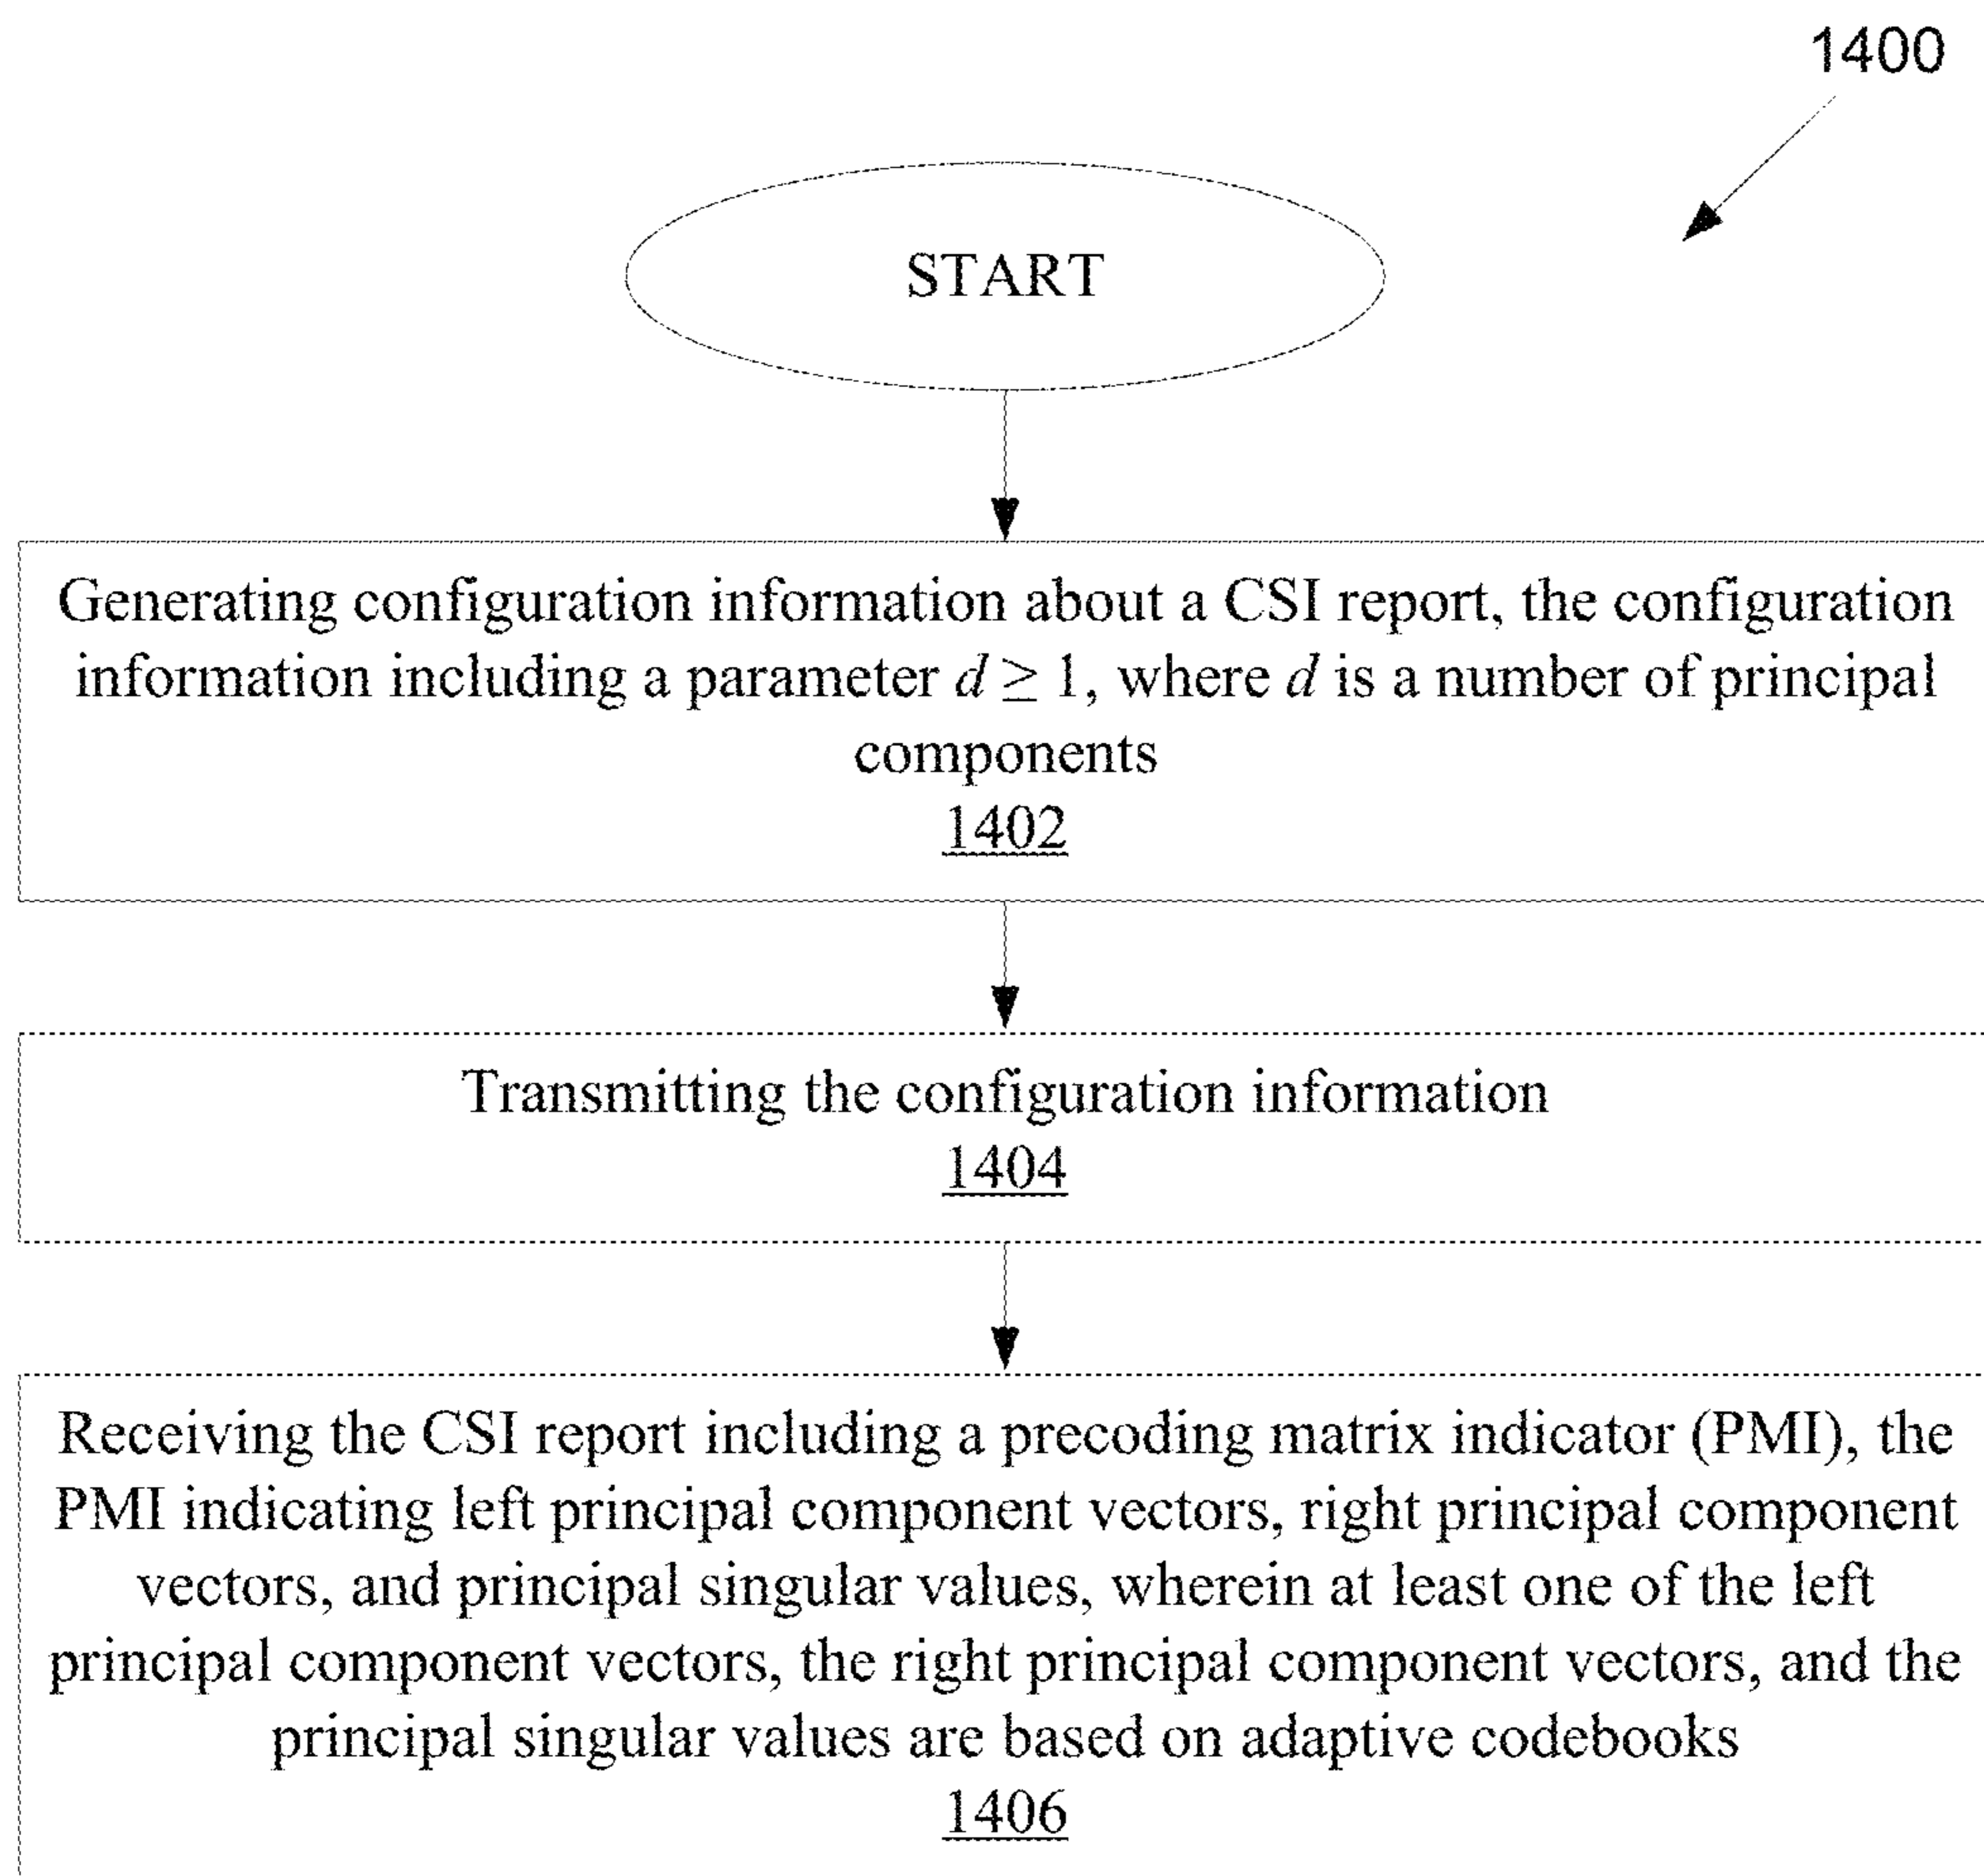 1400
START
Generating configuration information about a CSI report, the configuration
information including a parameter d ≥ 1, where d is a number of principal
components
1402
Transmitting the configuration information
1404
Receiving the CSI report including a precoding matrix indicator (PMI), the
PMI indicating left principal component vectors, right principal component
vectors, and principal singular values, wherein at least one of the left
principal component vectors, the right principal component vectors, and the
principal singular values are based on adaptive codebooks
1406